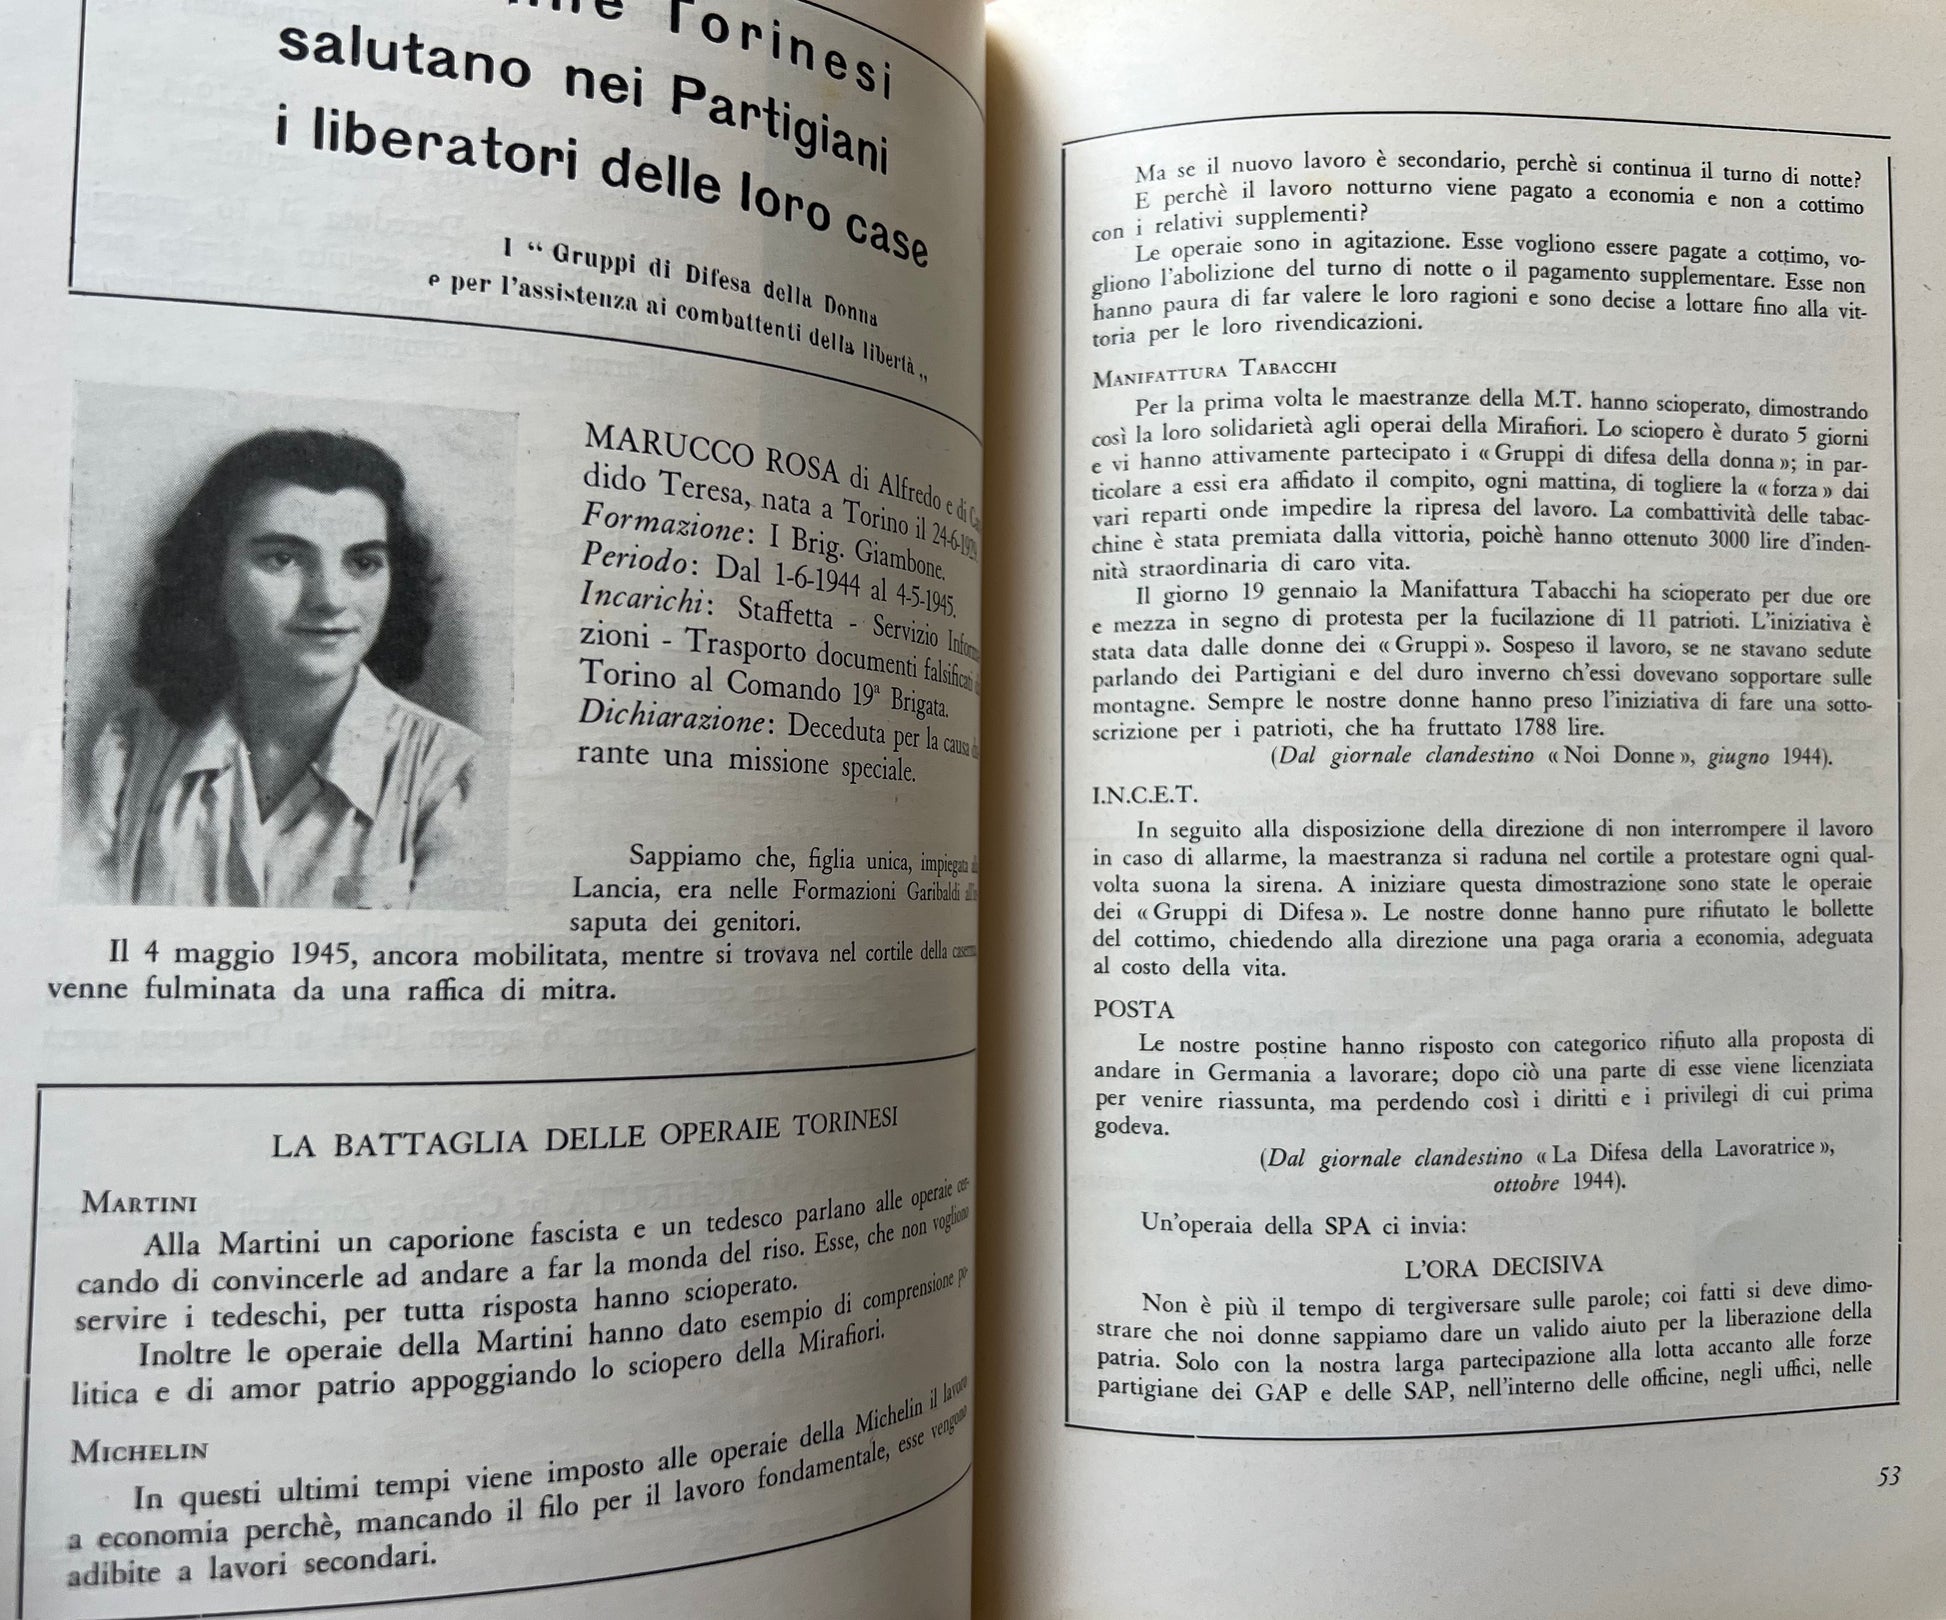 Torinesi
salutano nei Partigiani
i liberatori delle loro case
I “ Gruppi di Difesa della Donna
e per l'assistenza ai combattenti della libertà „
MARUCCO ROSA di Alfredo e di
dido Teresa, nata a Torino il 24-6-1929.
Formazione: I Brig. Giambone.
Periodo: Dal 1-6-1944 al 4-5-1945.
Incarichi: Staffetta - Servizio Informa-
zioni - Trasporto documenti falsificati
Torino al Comando 19ª Brigata.
Dichiarazione: Deceduta per la causa du-
rante una missione speciale.
Sappiamo che, figlia unica, impiegata alla
Lancia, era nelle Formazioni Garibaldi all'in-
saputa dei genitori.
Il 4 maggio 1945, ancora mobilitata, mentre si trovava nel cortile della caserma,
venne fulminata da una raffica di mitra.
LA BATTAGLIA DELLE OPERAIE TORINESI
MARTINI
Alla Martini un caporione fascista e un tedesco parlano alle operaie cer-
cando di convincerle ad andare a far la monda del riso. Esse, che non vogliono
servire i tedeschi, per tutta risposta hanno scioperato.
Inoltre le operaie della Martini hanno dato esempio di comprensione po-
litica e di amor patrio appoggiando lo sciopero della Mirafiori.
MICHELIN
In questi ultimi tempi viene imposto alle operaie della Michelin il lavoro
a economia perchè, mancando il filo per il lavoro fondamentale, esse vengono
adibite a lavori secondari.
Ma se il nuovo lavoro è secondario, perchè si continua il turno di notte?
E perchè il lavoro notturno viene pagato a economia e non a cottimo
con i relativi supplementi?
Le operaie sono in agitazione. Esse vogliono essere pagate a cottimo, vo-
gliono l'abolizione del turno di notte o il pagamento supplementare. Esse non
hanno paura di far valere le loro ragioni e sono decise a lottare fino alla vit-
toria per le loro rivendicazioni.
MANIFATTURA TABACCHI
Per la prima volta le maestranze della M.T. hanno scioperato, dimostrando
così la loro solidarietà agli operai della Mirafiori. Lo sciopero è durato 5 giorni
e vi hanno attivamente partecipato i « Gruppi di difesa della donna »; in par-
ticolare a essi era affidato il compito, ogni mattina, di togliere la « forza » dai
vari reparti onde impedire la ripresa del lavoro. La combattività delle tabac-
chine è stata premiata dalla vittoria, poichè hanno ottenuto 3000 lire d'inden-
nità straordinaria di caro vita.
Il giorno 19 gennaio la Manifattura Tabacchi ha scioperato per due ore
e mezza in segno di protesta per la fucilazione di 11 patrioti. L'iniziativa è
stata data dalle donne dei « Gruppi ». Sospeso il lavoro, se ne stavano sedute
parlando dei Partigiani e del duro inverno ch'essi dovevano sopportare sulle
montagne. Sempre le nostre donne hanno preso l'iniziativa di fare una sotto-
scrizione per i patrioti, che ha fruttato 1788 lire.
(Dal giornale clandestino « Noi Donne », giugno 1944).
I.N.C.E.T.
In seguito alla disposizione della direzione di non interrompere il lavoro
in caso di allarme, la maestranza si raduna nel cortile a protestare ogni qual-
volta suona la sirena. A iniziare questa dimostrazione sono state le operaie
dei « Gruppi di Difesa ». Le nostre donne hanno pure rifiutato le bollette
del cottimo, chiedendo alla direzione una paga oraria a economia, adeguata
al costo della vita.
POSTA
Le nostre postine hanno risposto con categorico rifiuto alla proposta di
andare in Germania a lavorare; dopo ciò una parte di esse viene licenziata
per venire riassunta, ma perdendo così i diritti e i privilegi di cui prima
godeva.
(Dal giornale clandestino « La Difesa della Lavoratrice »,
ottobre 1944).
Un'operaia della SPA ci invia:
L'ORA DECISIVA
Non è più il tempo di tergiversare sulle parole; coi fatti si deve dimo-
strare che noi donne sappiamo dare un valido aiuto per la liberazione della
patria. Solo con la nostra larga partecipazione alla lotta accanto alle forze
partigiane dei GAP e delle SAP, nell'interno delle officine, negli uffici, nelle
53